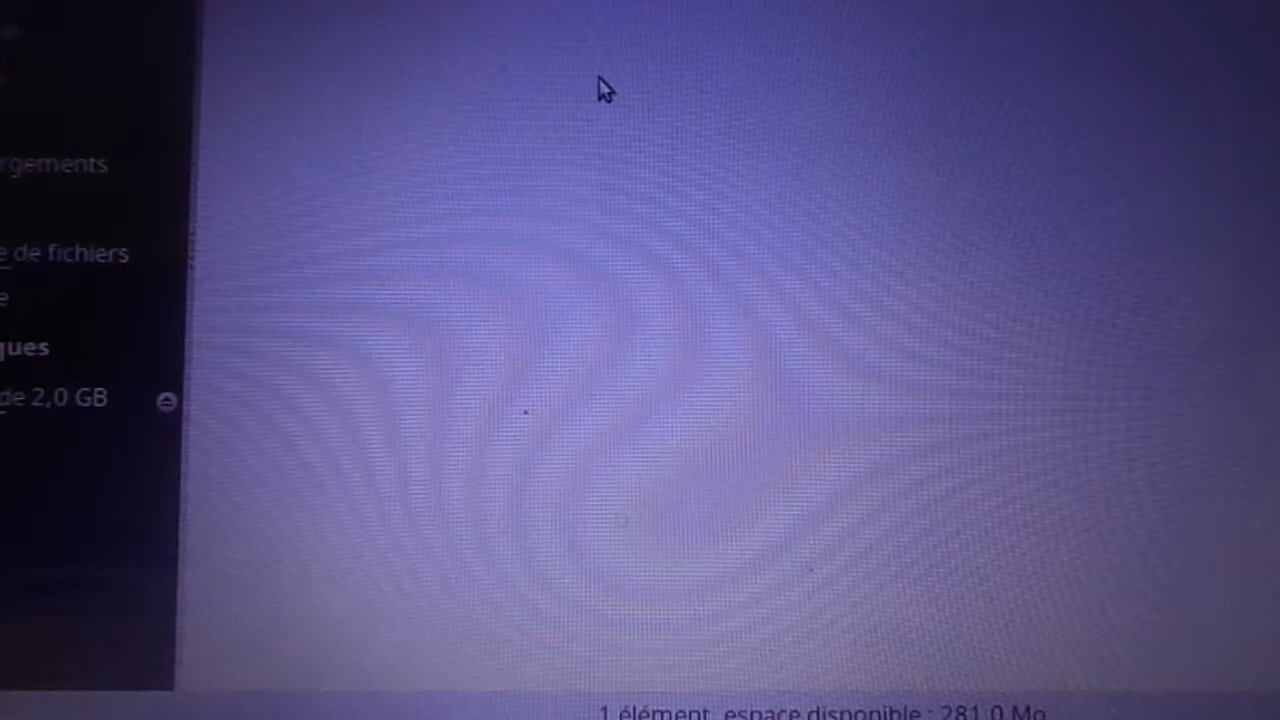 rgements
e de fichiers
e
ques
de 2,0 GB
1 élément, espace disponible : 281,0 Mo